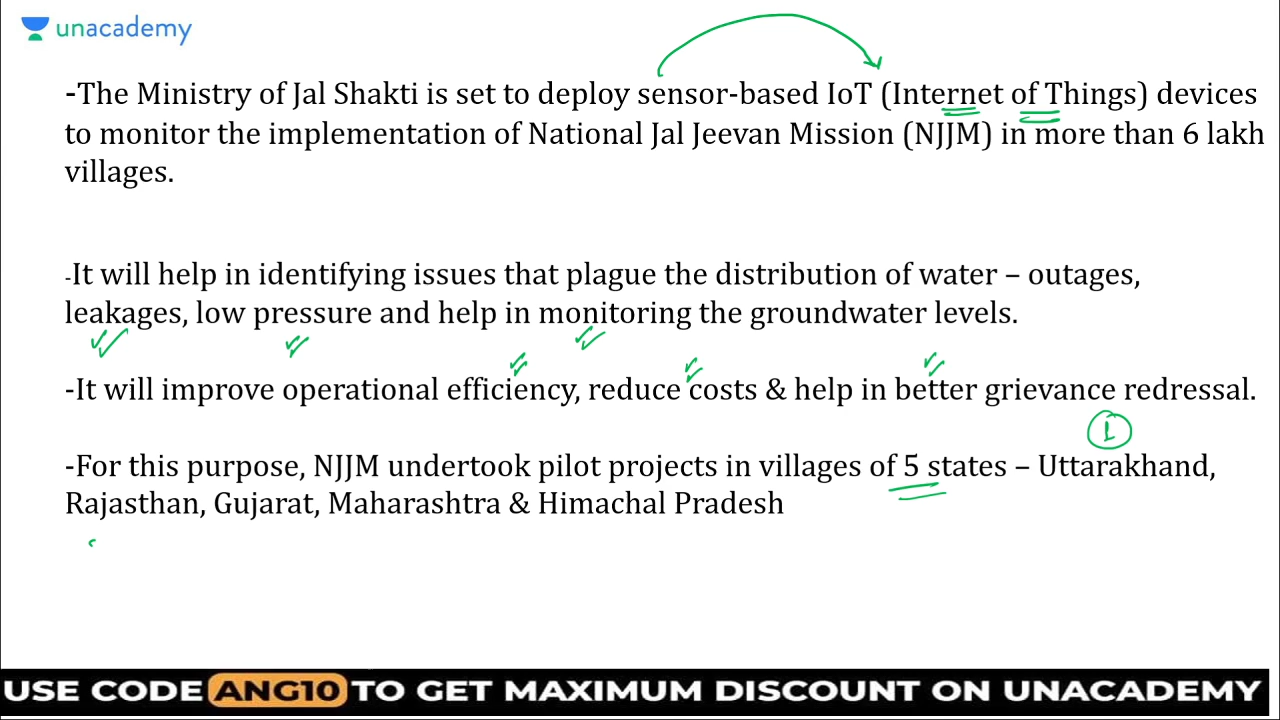 unacademy
-The Ministry of Jal Shakti is set to deploy sensor-based IoT (Internet of Things) devices
to monitor the implementation of National Jal Jeevan Mission (NJJM) in more than 6 lakh
villages.
-It will help in identifying issues that plague the distribution of water – outages,
leakages, low pressure and help in monitoring the groundwater levels.
-It will improve operational efficiency, reduce costs & help in better grievance redressal.
1
-For this purpose, NJJM undertook pilot projects in villages of 5 states – Uttarakhand,
Rajasthan, Gujarat, Maharashtra & Himachal Pradesh
USE CODE ANG10 TO GET MAXIMUM DISCOUNT ON UNACADEMY